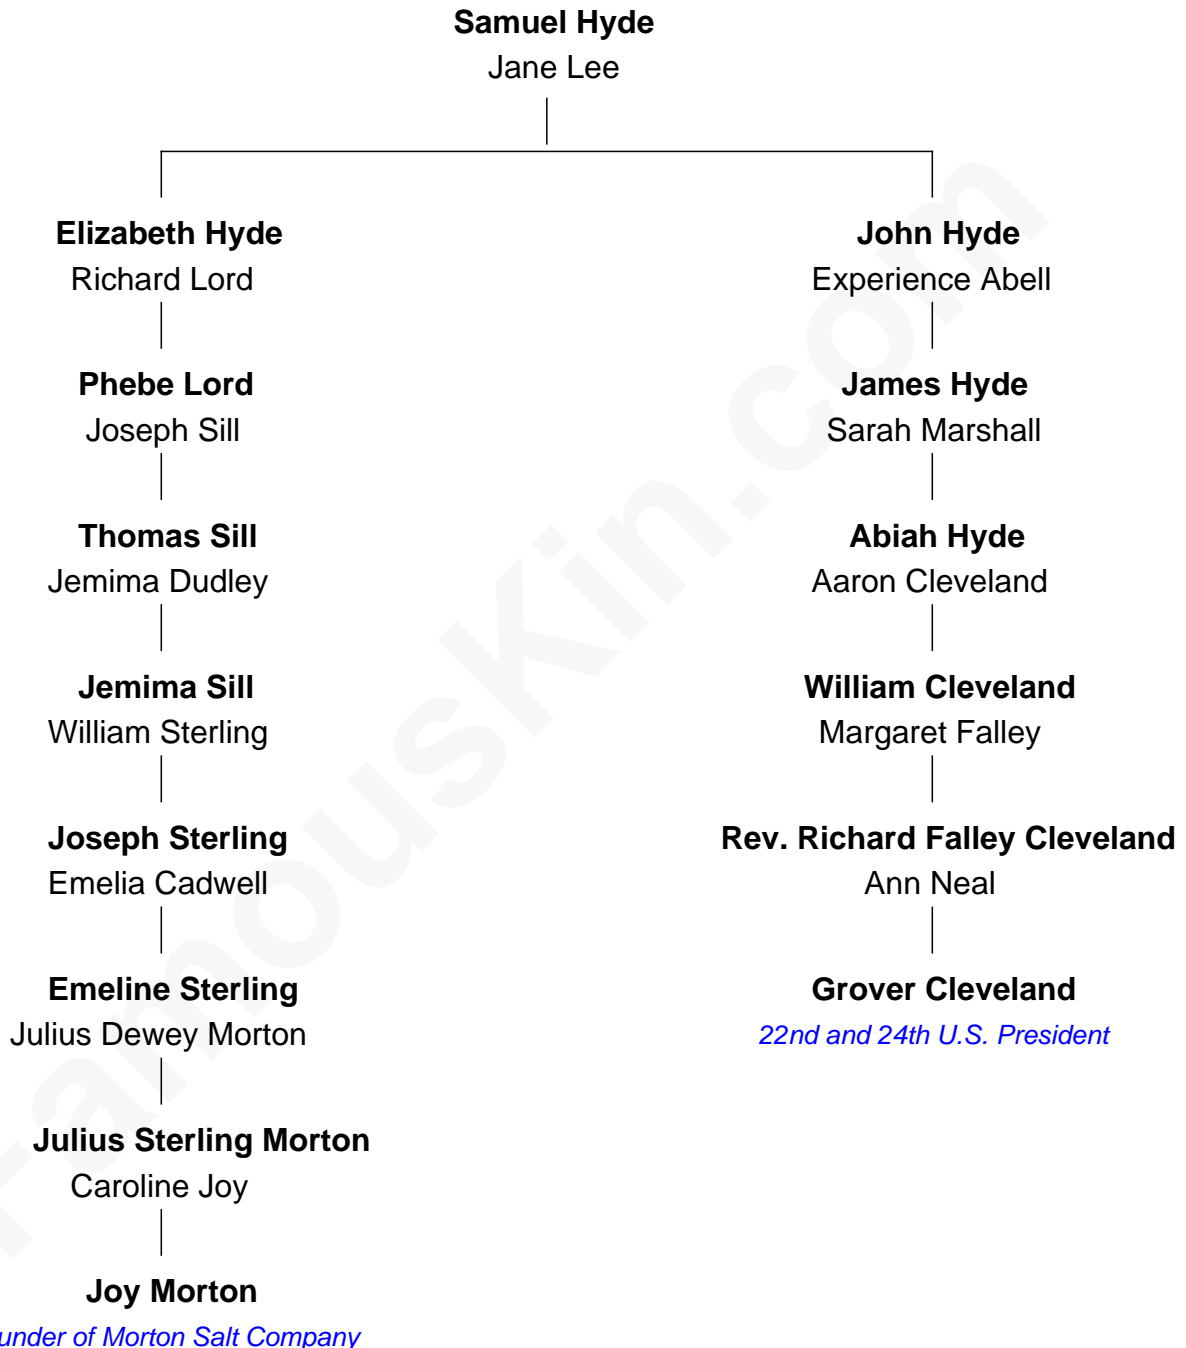 Samuel Hyde
Jane Lee
Elizabeth Hyde
Richard Lord
Phebe Lord
Joseph Sill
Thomas Sill
Jemima Dudley
Jemima Sill
William Sterling
Joseph Sterling
Emelia Cadwell
Emeline Sterling
Julius Dewey Morton
Julius Sterling Morton
Caroline Joy
Joy Morton
under of Morton Salt Company
John Hyde
Experience Abell
James Hyde
Sarah Marshall
Abiah Hyde
Aaron Cleveland
William Cleveland
Margaret Falley
Rev. Richard Falley Cleveland
Ann Neal
Grover Cleveland
22nd and 24th U.S. President
FamousKin.com